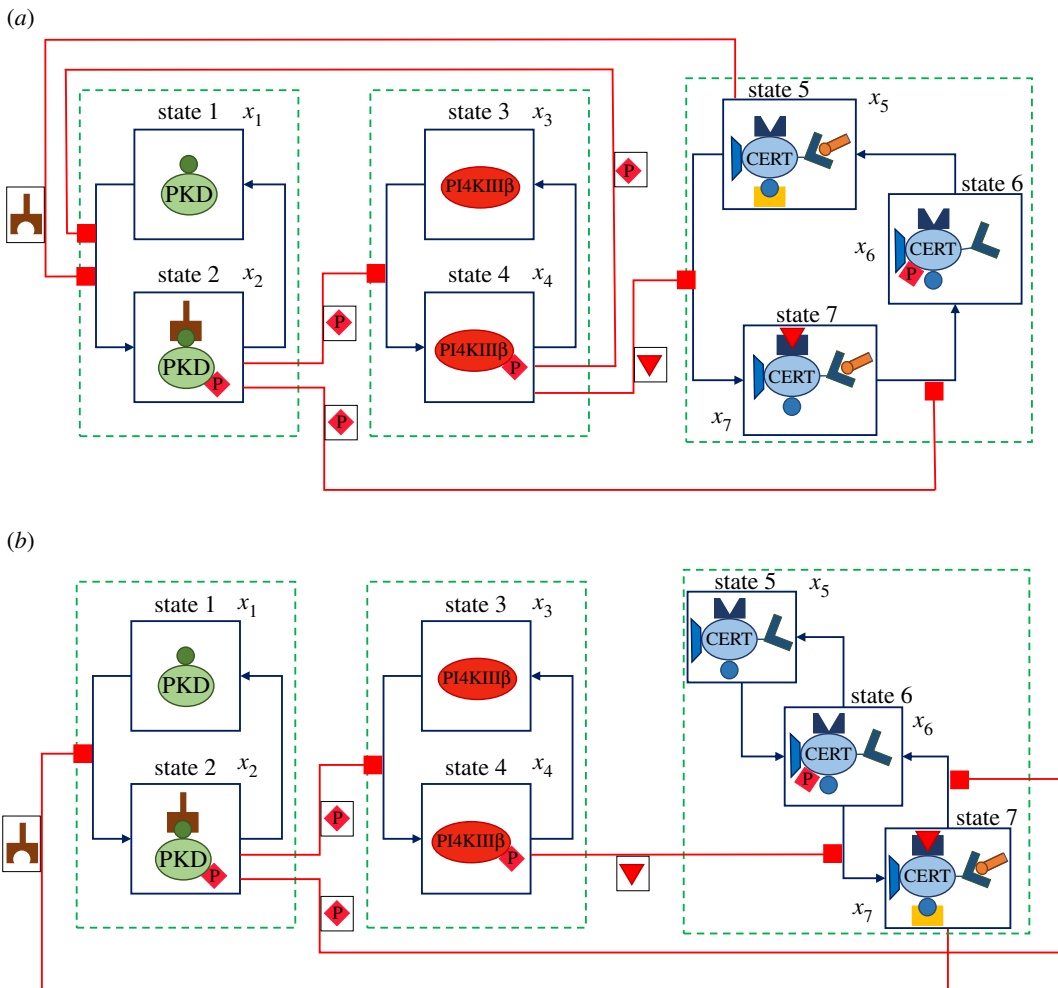 (a)
state 1 x1
PKD
state 2 x2
PKD
P
P
P
state 3 x3
PI4KIIIβ
state 4 x4
PI4KIIIβ
P
P
state 5 x5
CERT
state 6
x6
CERT
P
state 7
x7
CERT
(b)
state 1 x1
PKD
state 2 x2
PKD
P
P
P
state 3 x3
PI4KIIIβ
state 4 x4
PI4KIIIβ
P
state 5 x5
CERT
state 6
x6
CERT
P
state 7
x7
CERT